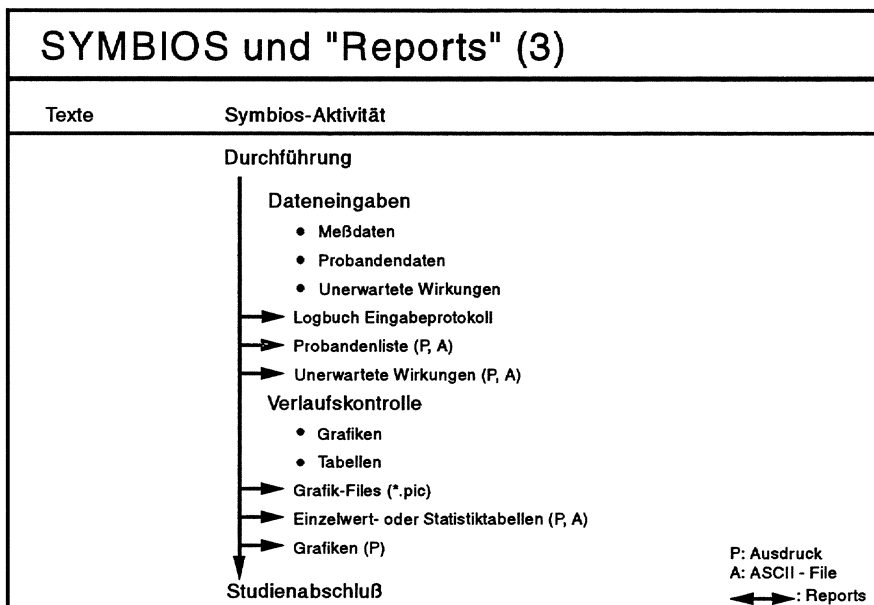 SYMBIOS und "Reports" (3)
Texte Symbios-Aktivität
Durchführung
Dateneingaben
• Meßdaten
• Probandendaten
• Unerwartete Wirkungen
Logbuch Eingabeprotokoll
Probandenliste (P, A)
Unerwartete Wirkungen (P, A)
Verlaufskontrolle
• Grafiken
• Tabellen
Grafik-Files (*.pic)
Einzelwert- oder Statistiktabellen (P, A)
Grafiken (P)
Studienabschluß
P: Ausdruck
A: ASCII - File
: Reports